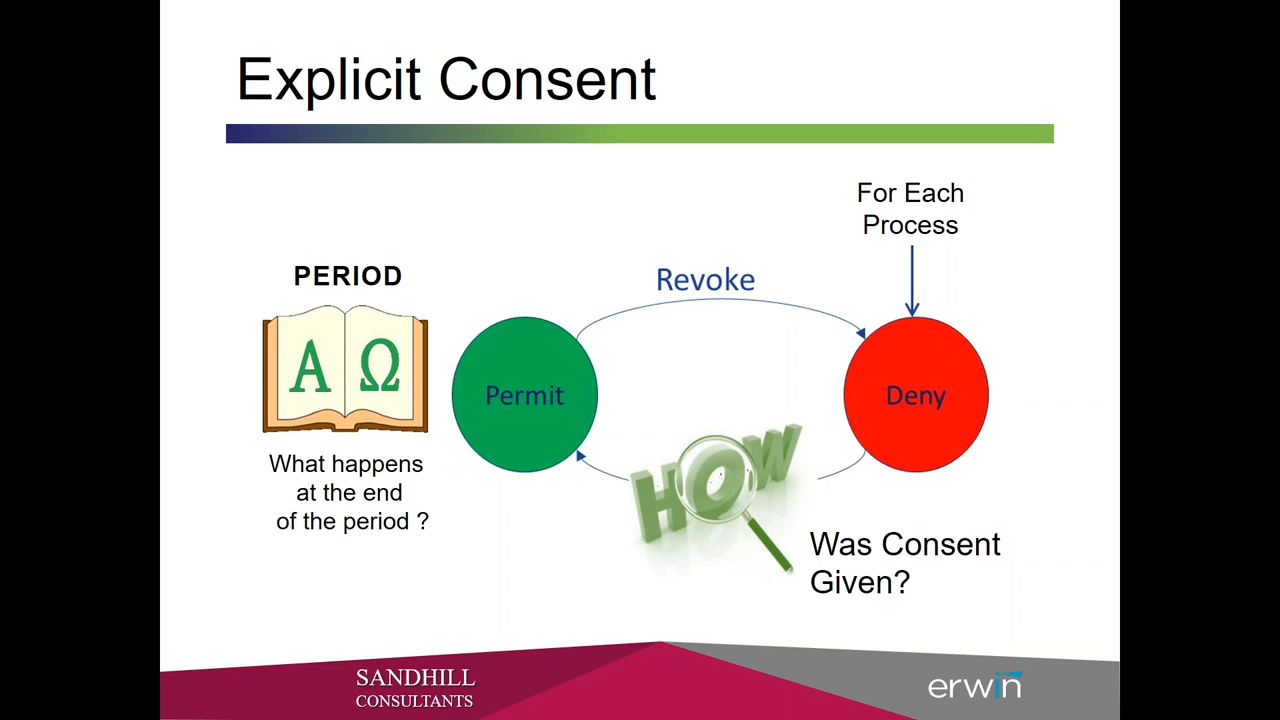 Explicit Consent
For Each
Process
PERIOD
Revoke
Α Ω
Permit
Deny
What happens
at the end
of the period ?
HOW
Was Consent
Given?
SANDHILL
CONSULTANTS
erwin